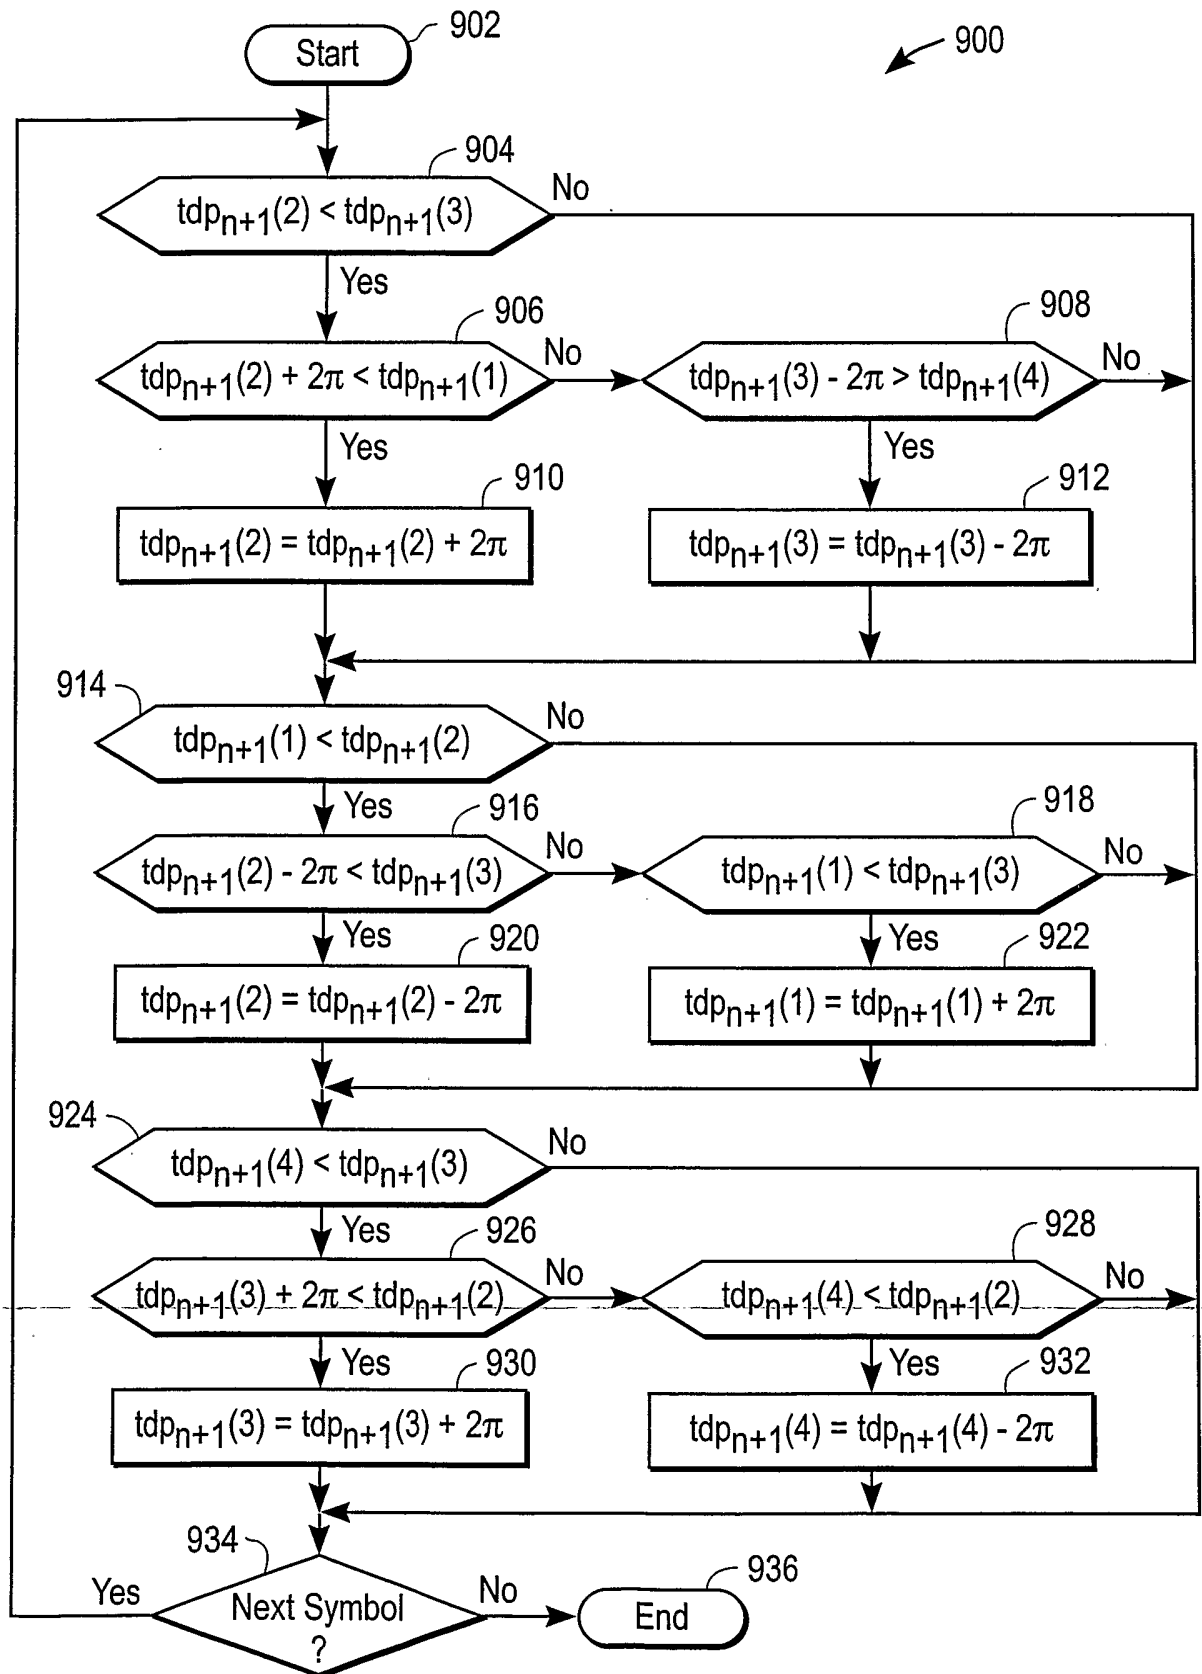 902
Start
900
904
tdpn+1(2) < tdpn+1(3)
No
Yes
906
908
tdpn+1(2) + 2π < tdpn+1(1)
No
tdpn+1(3) - 2π > tdpn+1(4)
No
Yes
Yes
910
912
tdpn+1(2) = tdpn+1(2) + 2π
tdpn+1(3) = tdpn+1(3) - 2π
914
tdpn+1(1) < tdpn+1(2)
No
Yes
916
918
tdpn+1(2) - 2π < tdpn+1(3)
No
tdpn+1(1) < tdpn+1(3)
No
Yes
Yes
920
922
tdpn+1(2) = tdpn+1(2) - 2π
tdpn+1(1) = tdpn+1(1) + 2π
924
tdpn+1(4) < tdpn+1(3)
No
Yes
926
928
tdpn+1(3) + 2π < tdpn+1(2)
No
tdpn+1(4) < tdpn+1(2)
No
Yes
Yes
930
932
tdpn+1(3) = tdpn+1(3) + 2π
tdpn+1(4) = tdpn+1(4) - 2π
934
Yes
Next Symbol
?
No
936
End